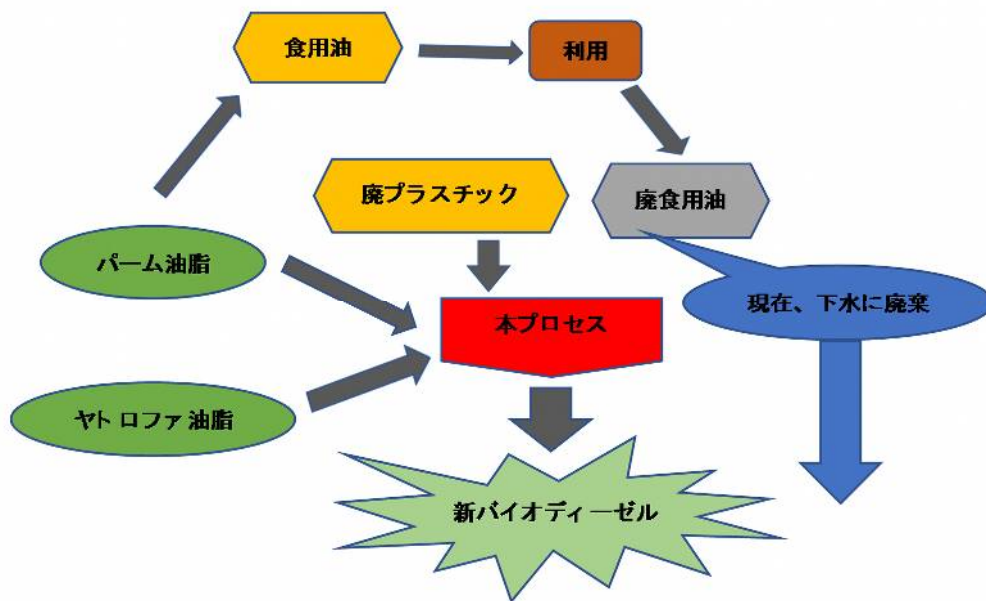 食用油
利用
廃プラスチック
廃食用油
パーム油脂
現在、下水に廃棄
本プロセス
ヤトロファ油脂
新バイオディーゼル